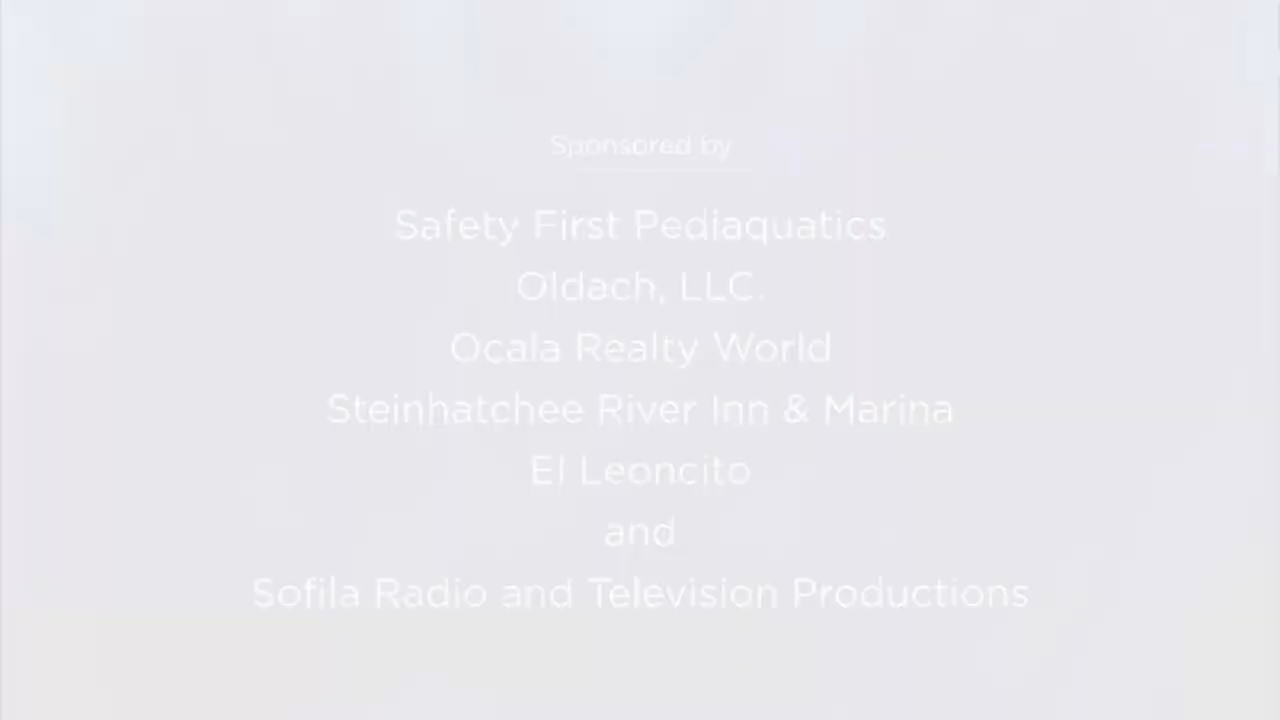 Sponsored by
Safety First Pediaquatics
Oldach, LLC.
Ocala Realty World
Steinhatchee River Inn & Marina
El Leoncito
and
Sofila Radio and Television Productions